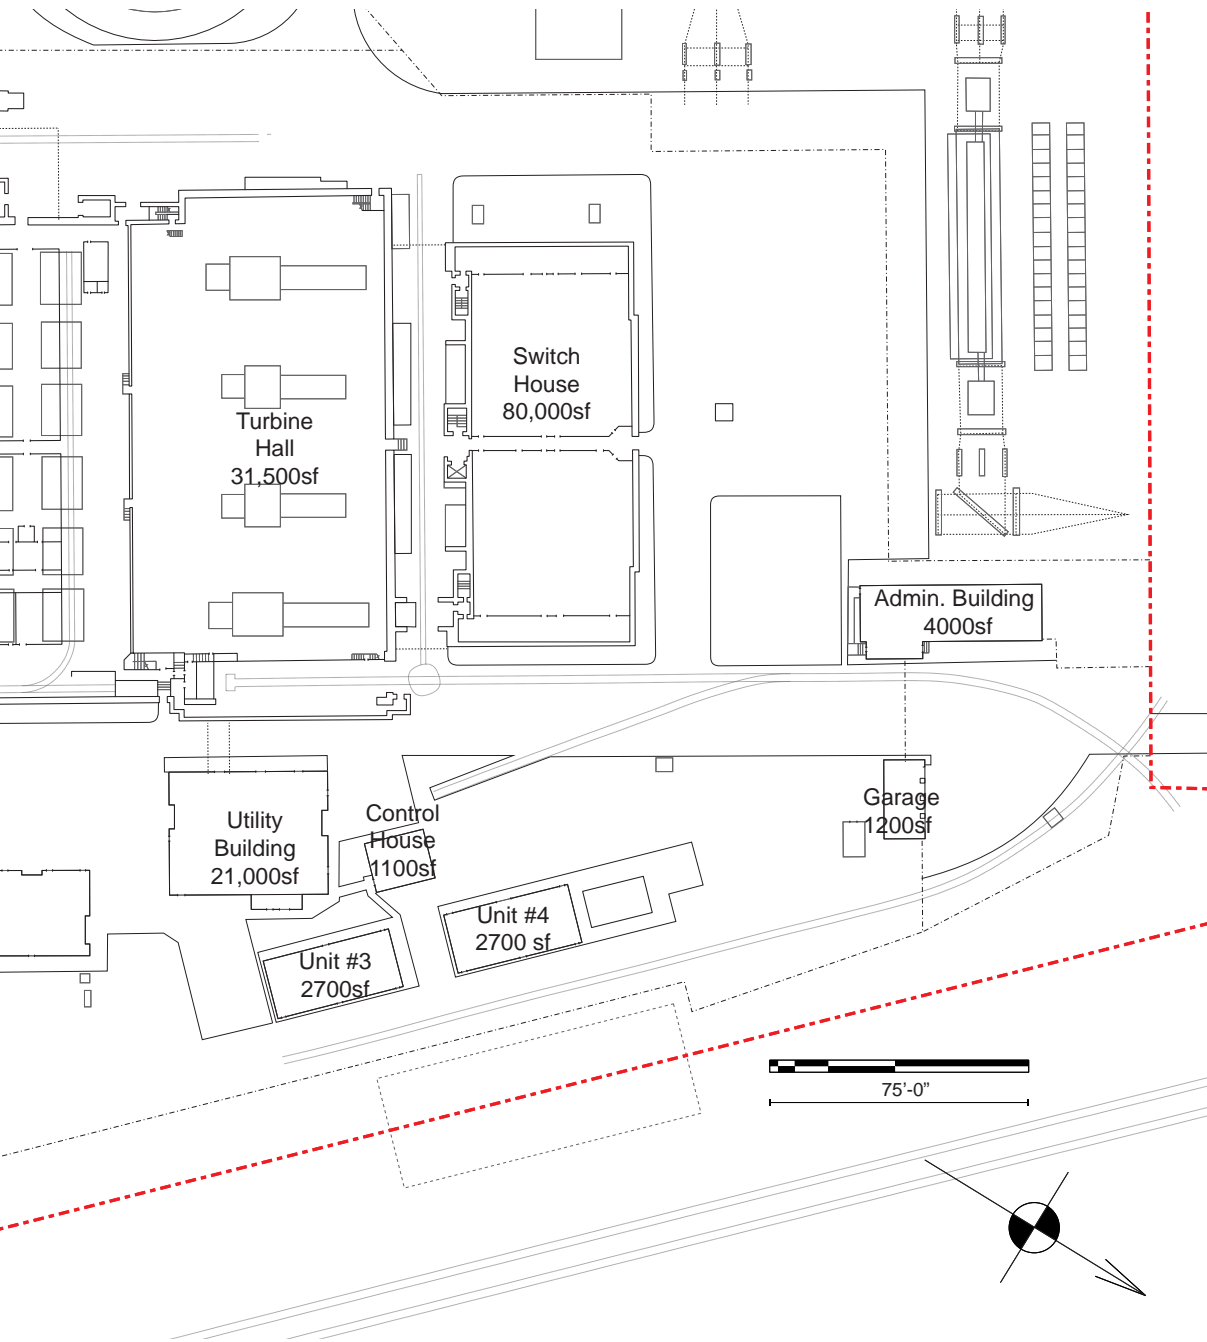 Switch
House
80,000sf
Turbine
Hall
31,500sf
Admin. Building
4000sf
Garage
1200sf
Control
House
1100sf
Utility
Building
21,000sf
Unit #4
2700 sf
Unit #3
2700sf
75’-0”